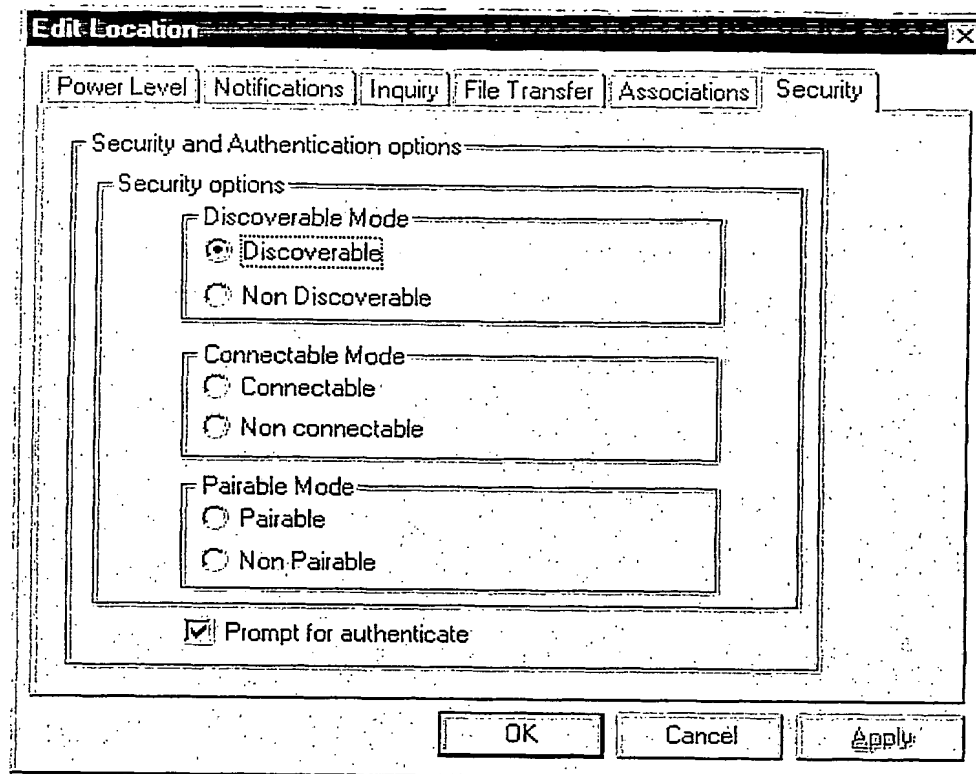 Edit Location
Power Level Notifications Inquiry File Transfer Associations Security
Security and Authentication options
Security options
Discoverable Mode
Discoverable
Non Discoverable
Connectable Mode
Connectable
Non connectable
Pairable Mode
Pairable
Non Pairable
Prompt for authenticate
OK Cancel Apply